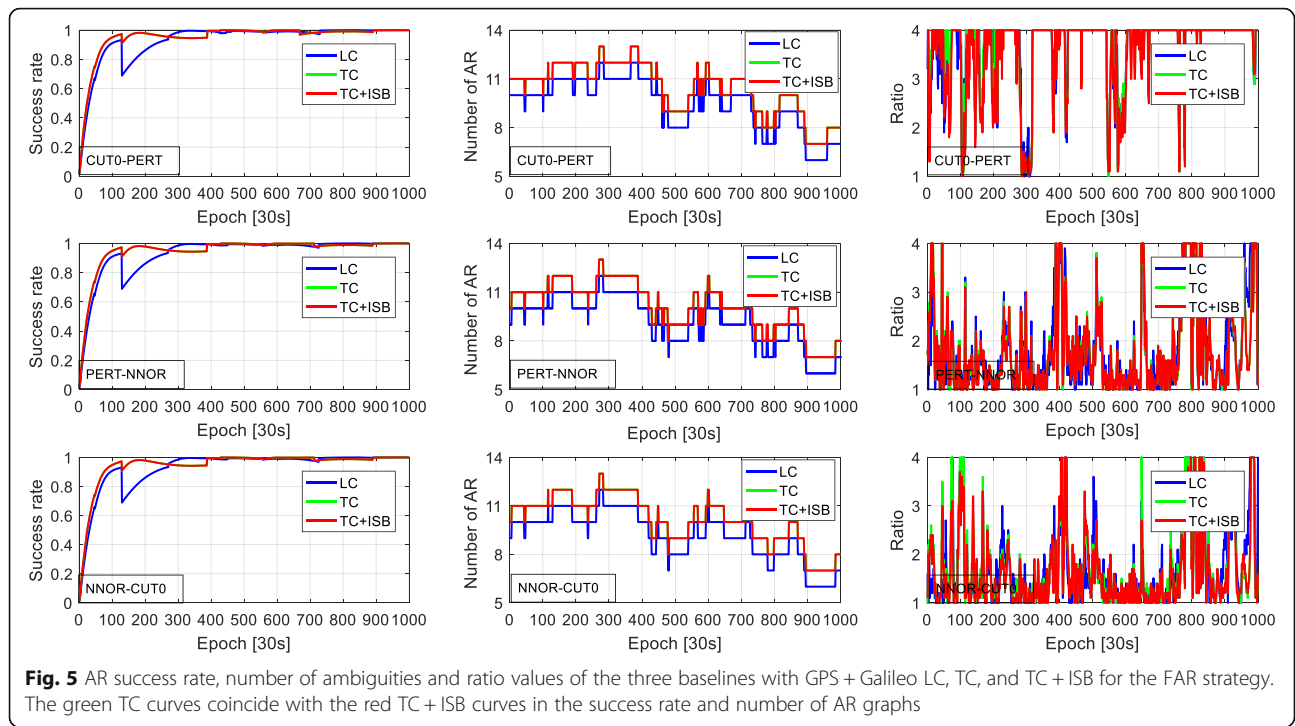 1
0.8
0.6
0.4
0.2
0
Success rate
LC
TC
TC+ISB
CUT0-PERT
0 100 200 300 400 500 600 700 800 900 1000
Epoch [30s]
14
11
8
5
Number of AR
LC
TC
TC+ISB
CUT0-PERT
0 100 200 300 400 500 600 700 800 900 1000
Epoch [30s]
4
3
2
1
Ratio
LC
TC
TC+ISB
CUT0-PERT
0 100 200 300 400 500 600 700 800 900 1000
Epoch [30s]
1
0.8
0.6
0.4
0.2
0
Success rate
LC
TC
TC+ISB
PERT-NNOR
0 100 200 300 400 500 600 700 800 900 1000
Epoch [30s]
14
11
8
5
Number of AR
LC
TC
TC+ISB
PERT-NNOR
0 100 200 300 400 500 600 700 800 900 1000
Epoch [30s]
4
3
2
1
Ratio
LC
TC
TC+ISB
PERT-NNOR
0 100 200 300 400 500 600 700 800 900 1000
Epoch [30s]
1
0.8
0.6
0.4
0.2
0
Success rate
LC
TC
TC+ISB
NNOR-CUT0
0 100 200 300 400 500 600 700 800 900 1000
Epoch [30s]
14
11
8
5
Number of AR
LC
TC
TC+ISB
NNOR-CUT0
0 100 200 300 400 500 600 700 800 900 1000
Epoch [30s]
4
3
2
1
Ratio
LC
TC
TC+ISB
NNOR-CUT0
0 100 200 300 400 500 600 700 800 900 1000
Epoch [30s]
Fig. 5 AR success rate, number of ambiguities and ratio values of the three baselines with GPS + Galileo LC, TC, and TC + ISB for the FAR strategy.
The green TC curves coincide with the red TC + ISB curves in the success rate and number of AR graphs